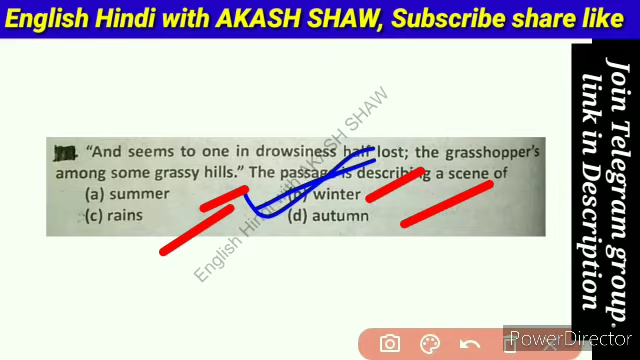 English Hindi with AKASH SHAW, Subscribe share like
"And seems to one in drowsiness half lost; the grasshopper's
among some grassy hills." The passage is describing a scene of
(a) summer (b) winter
(c) rains (d) autumn
English Hindi with AKASH SHAW
Join Telegram group.
link in Description
PowerDirector